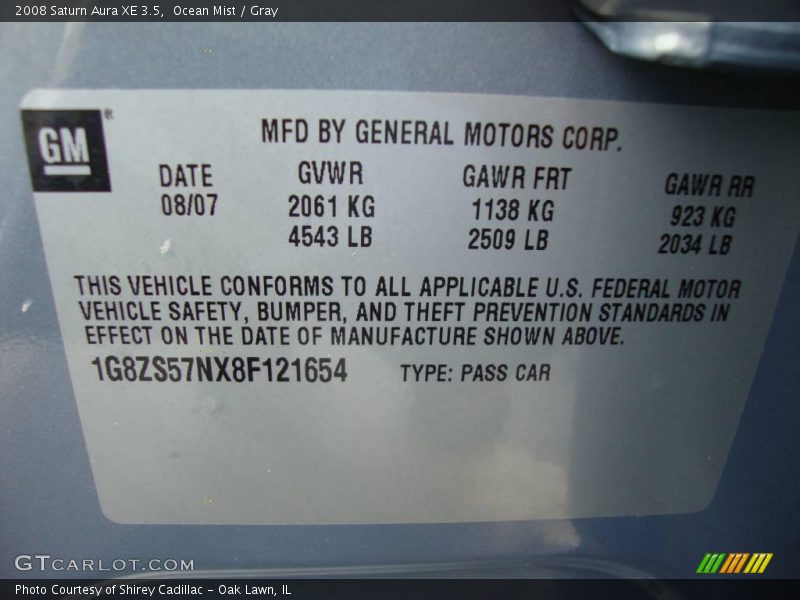 2008 Saturn Aura XE 3.5, Ocean Mist / Gray
GM®
MFD BY GENERAL MOTORS CORP.
DATE GVWR GAWR FRT GAWR RR
08/07 2061 KG 1138 KG 923 KG
4543 LB 2509 LB 2034 LB
THIS VEHICLE CONFORMS TO ALL APPLICABLE U.S. FEDERAL MOTOR
VEHICLE SAFETY, BUMPER, AND THEFT PREVENTION STANDARDS IN
EFFECT ON THE DATE OF MANUFACTURE SHOWN ABOVE.
1G8ZS57NX8F121654 TYPE: PASS CAR
GTCARLOT.COM
Photo Courtesy of Shirey Cadillac - Oak Lawn, IL